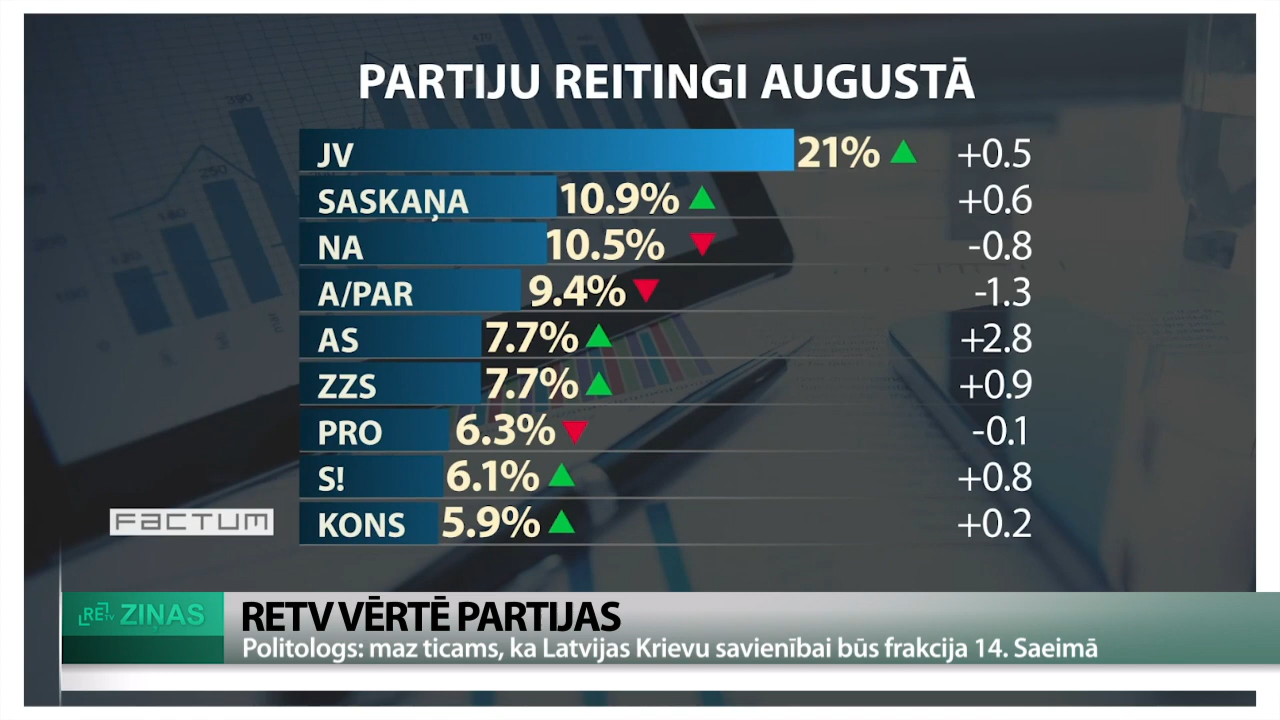 PARTIJU REITINGI AUGUSTĀ
JV 21% +0.5
SASKAŅA 10.9% +0.6
NA 10.5% -0.8
A/PAR 9.4% -1.3
AS 7.7% +2.8
ZZS 7.7% +0.9
PRO 6.3% -0.1
S! 6.1% +0.8
KONS 5.9% +0.2
FACTUM
RETV ZIŅAS
RETV VĒRTĒ PARTIJAS
Politologs: maz ticams, ka Latvijas Krievu savienībai būs frakcija 14. Saeimā